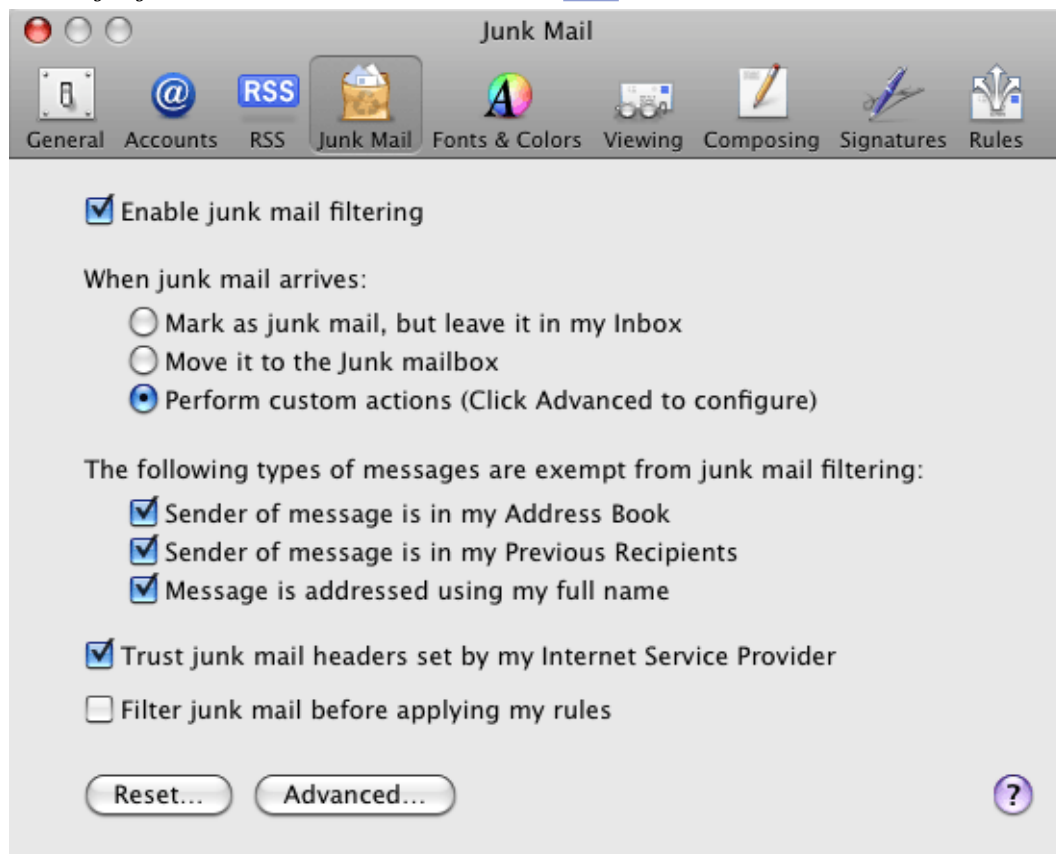 Junk Mail
RSS
General Accounts RSS Junk Mail Fonts & Colors Viewing Composing Signatures Rules
Enable junk mail filtering
When junk mail arrives:
Mark as junk mail, but leave it in my Inbox
Move it to the Junk mailbox
Perform custom actions (Click Advanced to configure)
The following types of messages are exempt from junk mail filtering:
Sender of message is in my Address Book
Sender of message is in my Previous Recipients
Message is addressed using my full name
Trust junk mail headers set by my Internet Service Provider
Filter junk mail before applying my rules
Reset... Advanced... ?